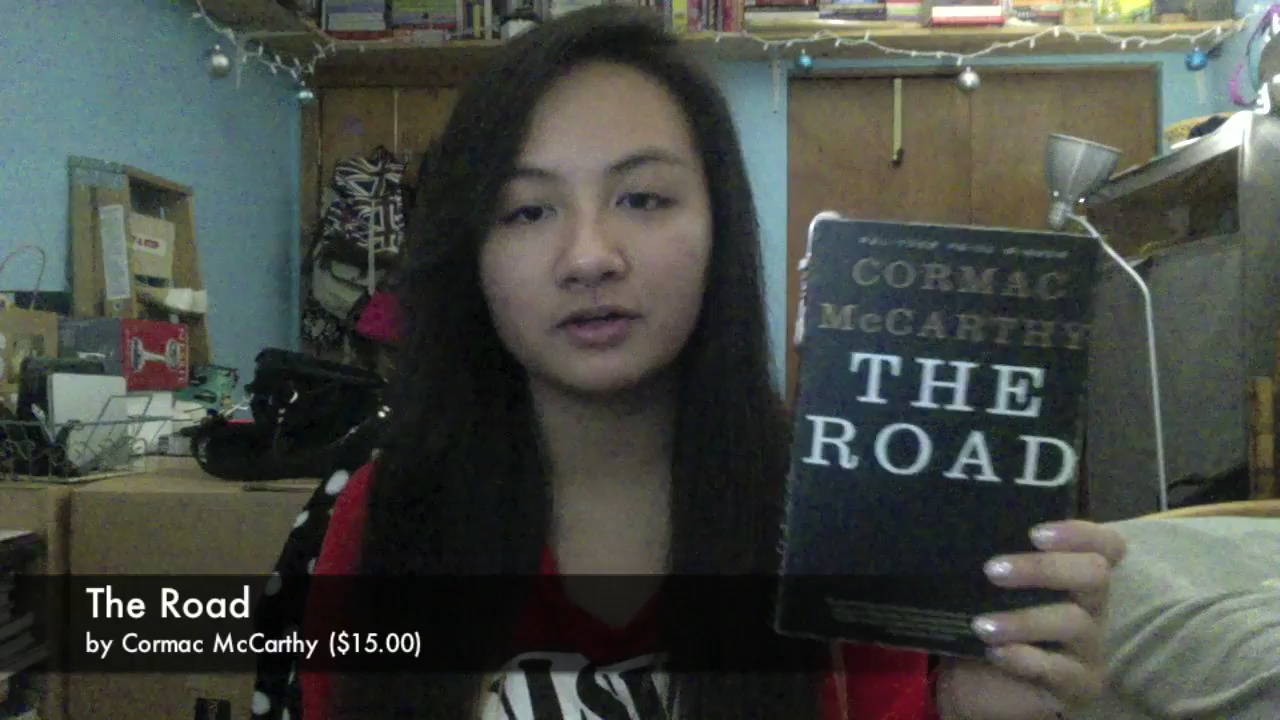 CORMAC
McCARTHY
THE
ROAD
The Road
by Cormac McCarthy ($15.00)